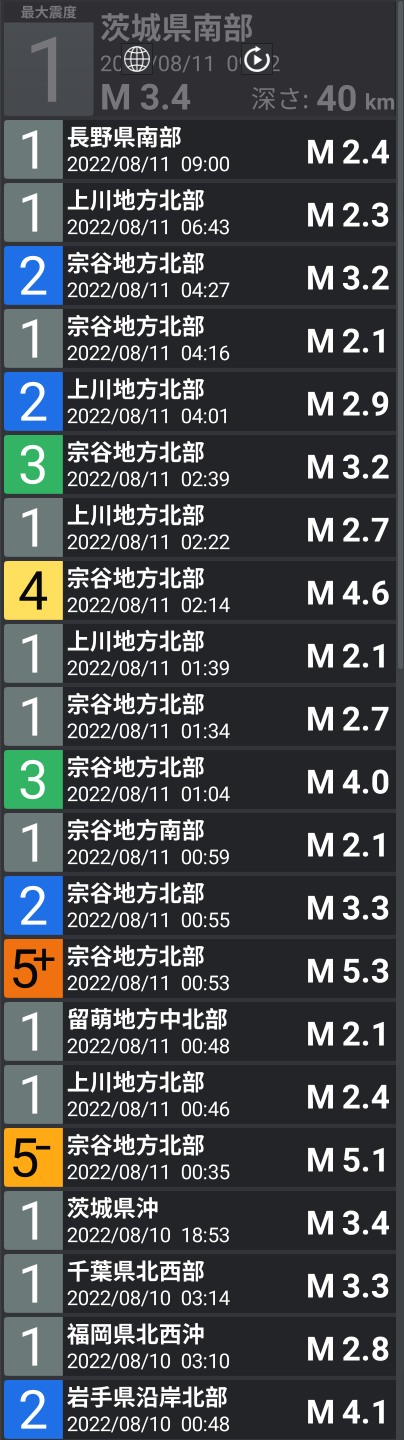 最大震度
1
茨城県南部
/08/11
M 3.4
深さ: 40 km
1
長野県南部
2022/08/11 09:00
M 2.4
1
上川地方北部
2022/08/11 06:43
M 2.3
2
宗谷地方北部
2022/08/11 04:27
M 3.2
1
宗谷地方北部
2022/08/11 04:16
M 2.1
2
上川地方北部
2022/08/11 04:01
M 2.9
3
宗谷地方北部
2022/08/11 02:39
M 3.2
1
上川地方北部
2022/08/11 02:22
M 2.7
4
宗谷地方北部
2022/08/11 02:14
M 4.6
1
上川地方北部
2022/08/11 01:39
M 2.1
1
宗谷地方北部
2022/08/11 01:34
M 2.7
3
宗谷地方北部
2022/08/11 01:04
M 4.0
1
宗谷地方南部
2022/08/11 00:59
M 2.1
2
宗谷地方北部
2022/08/11 00:55
M 3.3
5+
宗谷地方北部
2022/08/11 00:53
M 5.3
1
留萌地方中北部
2022/08/11 00:48
M 2.1
1
上川地方北部
2022/08/11 00:46
M 2.4
5-
宗谷地方北部
2022/08/11 00:35
M 5.1
1
茨城県沖
2022/08/10 18:53
M 3.4
1
千葉県北西部
2022/08/10 03:14
M 3.3
1
福岡県北西沖
2022/08/10 03:10
M 2.8
2
岩手県沿岸北部
2022/08/10 00:48
M 4.1